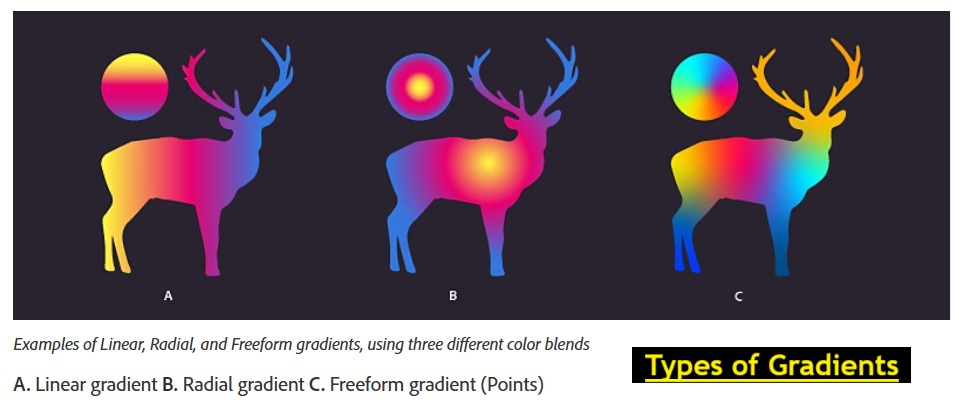 A
B
C
Examples of Linear, Radial, and Freeform gradients, using three different color blends
Types of Gradients
A. Linear gradient B. Radial gradient C. Freeform gradient (Points)